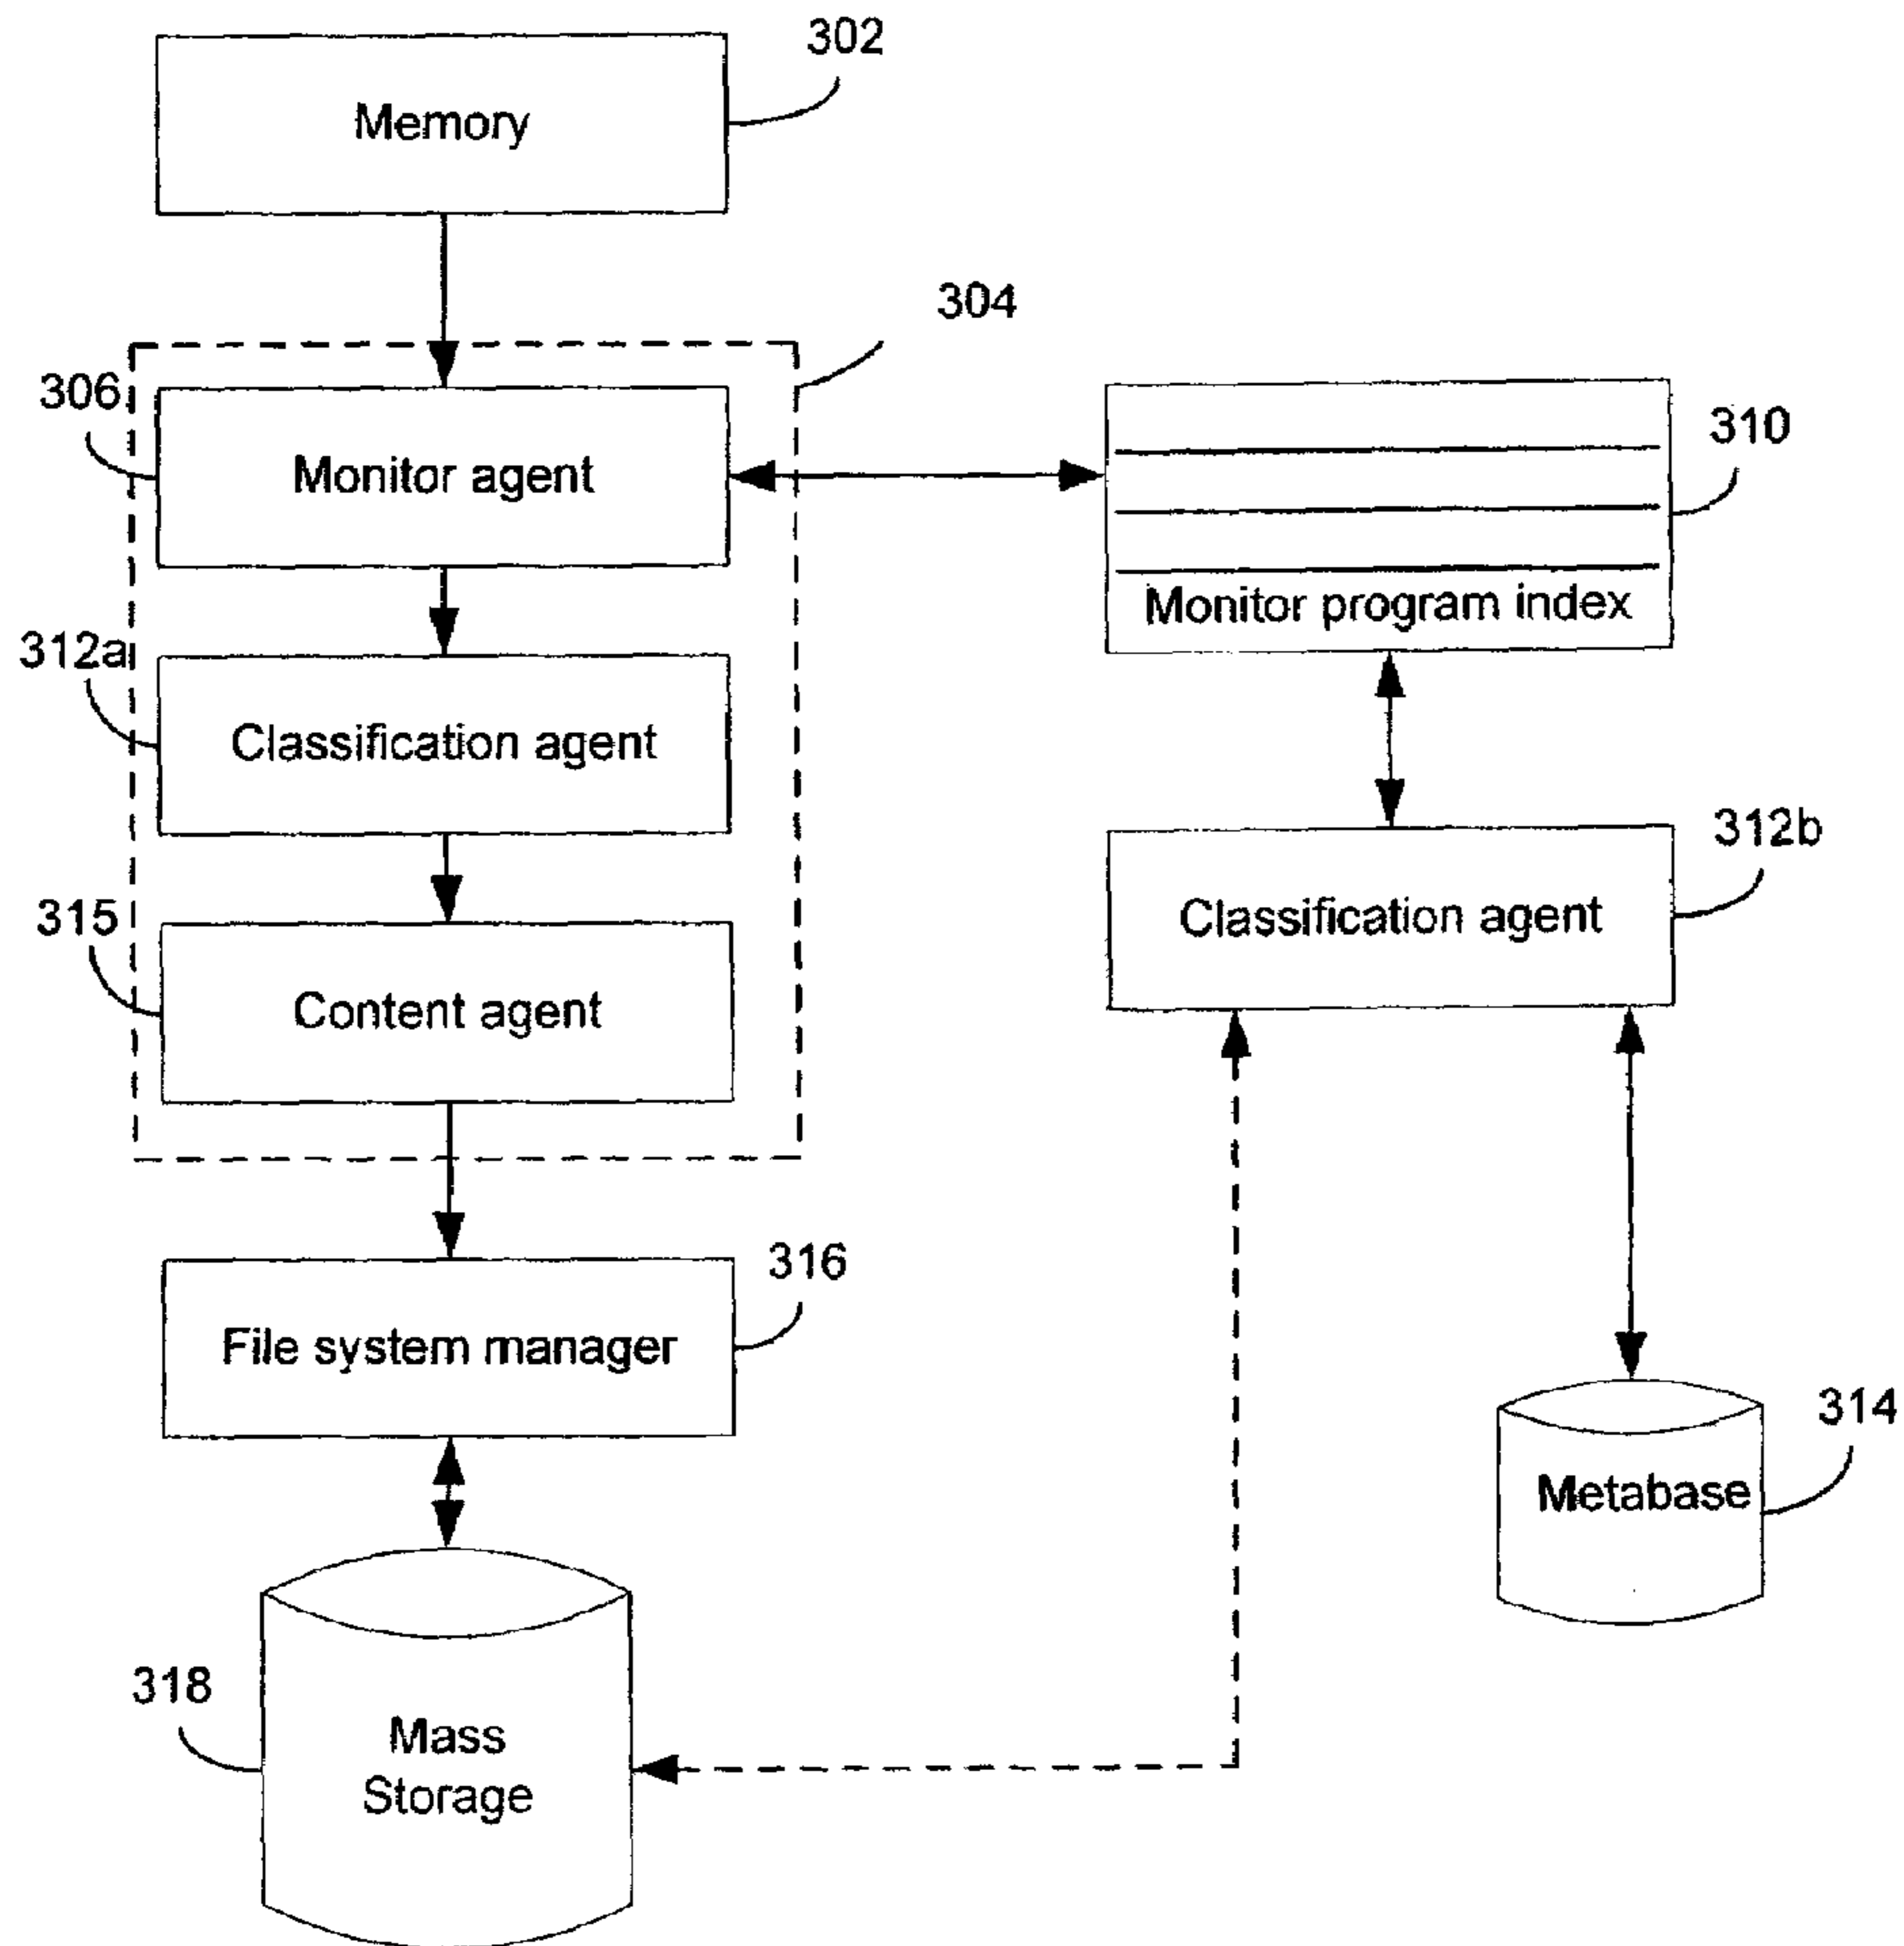 302
Memory
304
306
Monitor agent
310
Monitor program index
312a
Classification agent
312b
Classification agent
315
Content agent
316
File system manager
314
Metabase
318
Mass
Storage